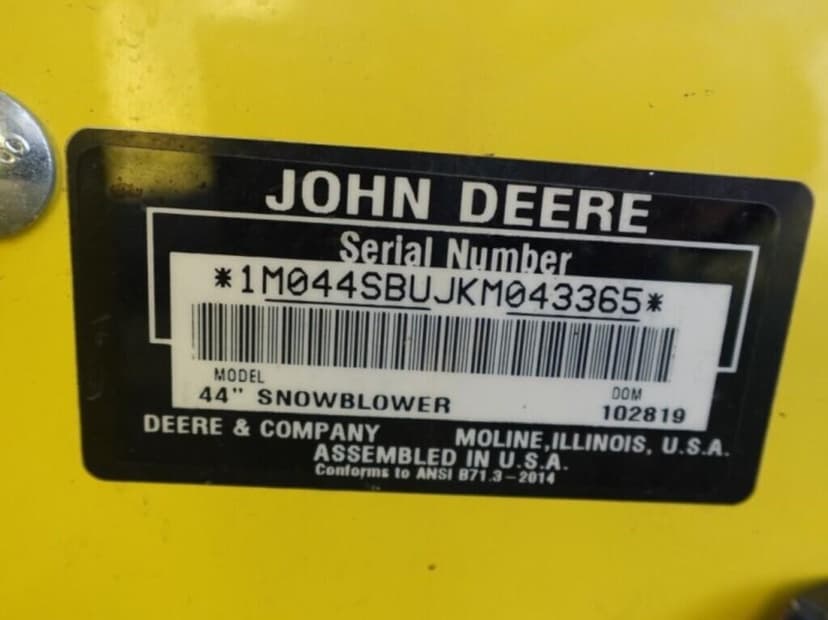 JOHN DEERE
Serial Number
*1M044SBUJKM043365*
MODEL
44" SNOWBLOWER
DOM
102819
DEERE & COMPANY MOLINE, ILLINOIS, U.S.A.
ASSEMBLED IN U.S.A.
Conforms to ANSI B71.3-2014